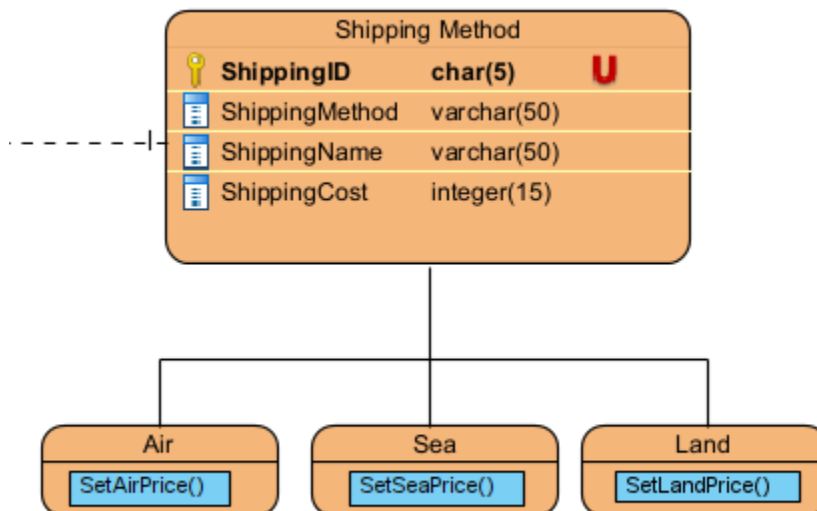 Shipping Method
ShippingID char(5) U
ShippingMethod varchar(50)
ShippingName varchar(50)
ShippingCost integer(15)
Air Sea Land
SetAirPrice() SetSeaPrice() SetLandPrice()